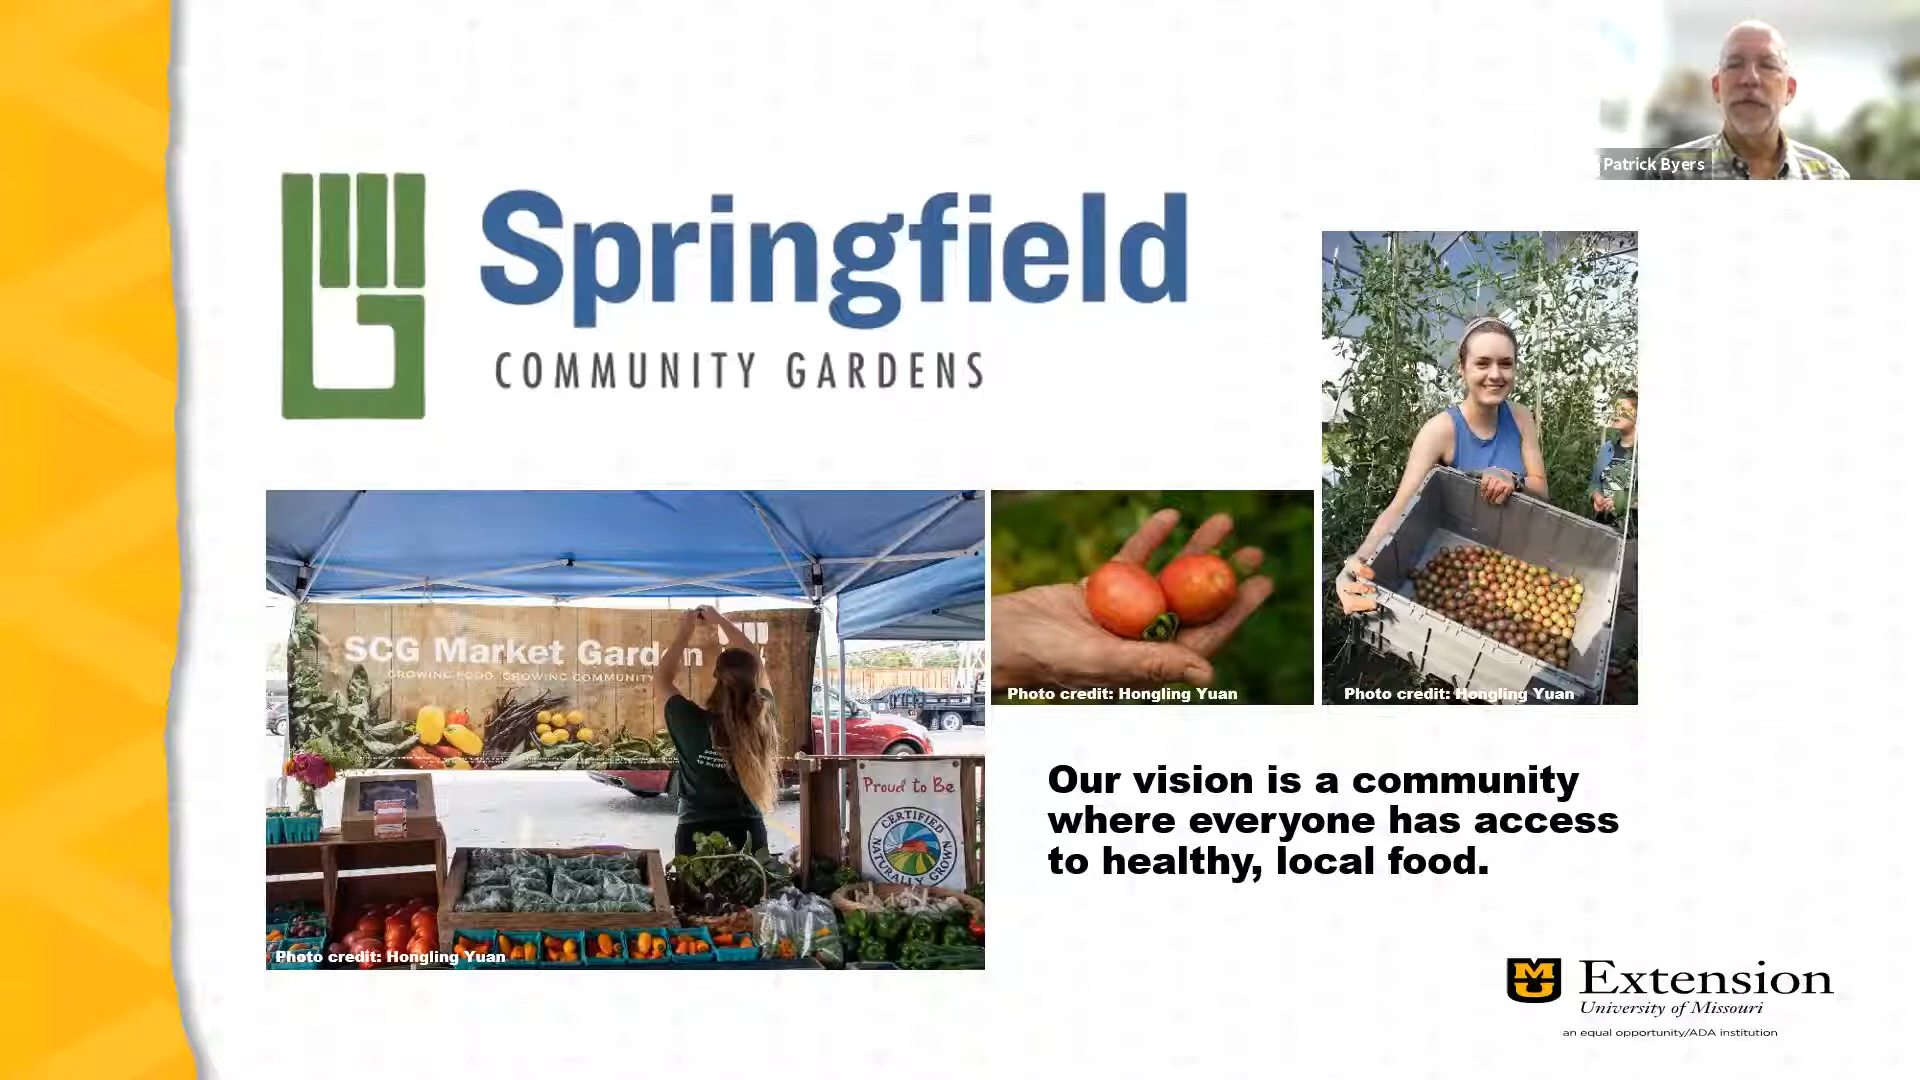 Patrick Byers
Springfield
COMMUNITY GARDENS
SCG Market Garden
GROWING FOOD. GROWING COMMUNITY
Proud to Be
CERTIFIED
NATURALLY GROWN
Photo credit: Hongling Yuan
Photo credit: Hongling Yuan
Photo credit: Hongling Yuan
Our vision is a community
where everyone has access
to healthy, local food.
Extension
University of Missouri
an equal opportunity/ADA institution